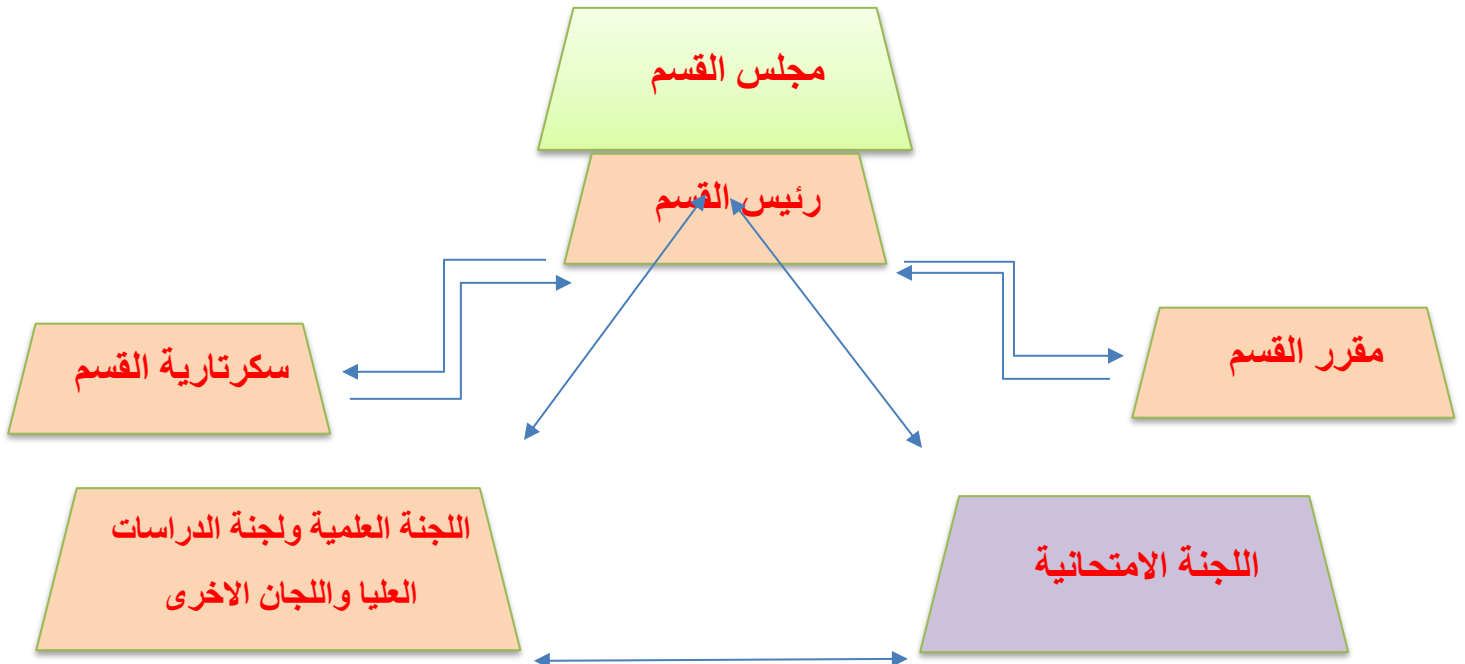 مجلس القسم
رئيس القسم
مقرر القسم
سكرتارية القسم
اللجنة الامتحانية
اللجنة العلمية ولجنة الدراسات
العليا واللجان الاخرى